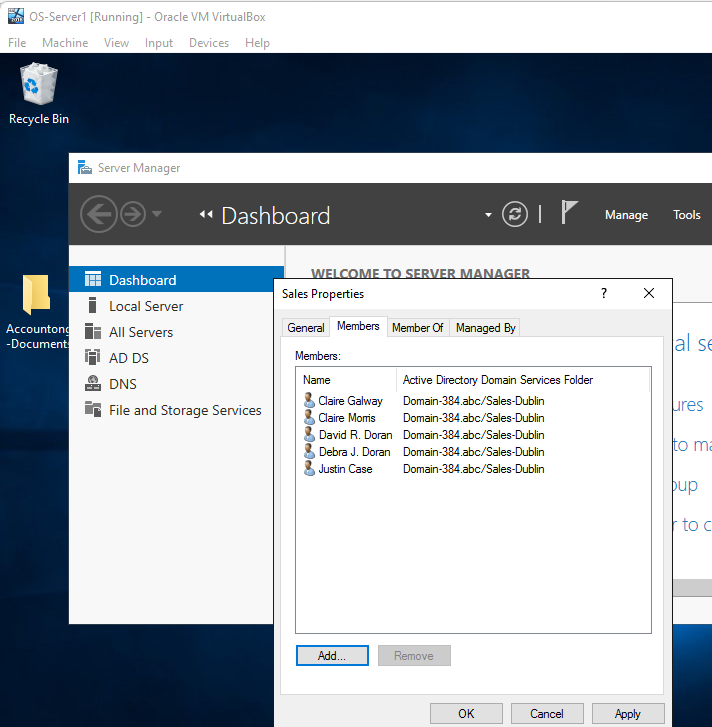 OS-Server1 [Running] - Oracle VM VirtualBox
File Machine View Input Devices Help
Recycle Bin
Server Manager
Dashboard
Manage Tools
Dashboard
Local Server
All Servers
AD DS
DNS
File and Storage Services
Accountong
-Documents
WELCOME TO SERVER MANAGER
Sales Properties
? 
General Members Member Of Managed By
Members:
Name Active Directory Domain Services Folder
Claire Galway Domain-384.abc/Sales-Dublin
Claire Morris Domain-384.abc/Sales-Dublin
David R. Doran Domain-384.abc/Sales-Dublin
Debra J. Doran Domain-384.abc/Sales-Dublin
Justin Case Domain-384.abc/Sales-Dublin
Add... Remove
OK Cancel Apply
al se
ures
to ma
oup
r to c